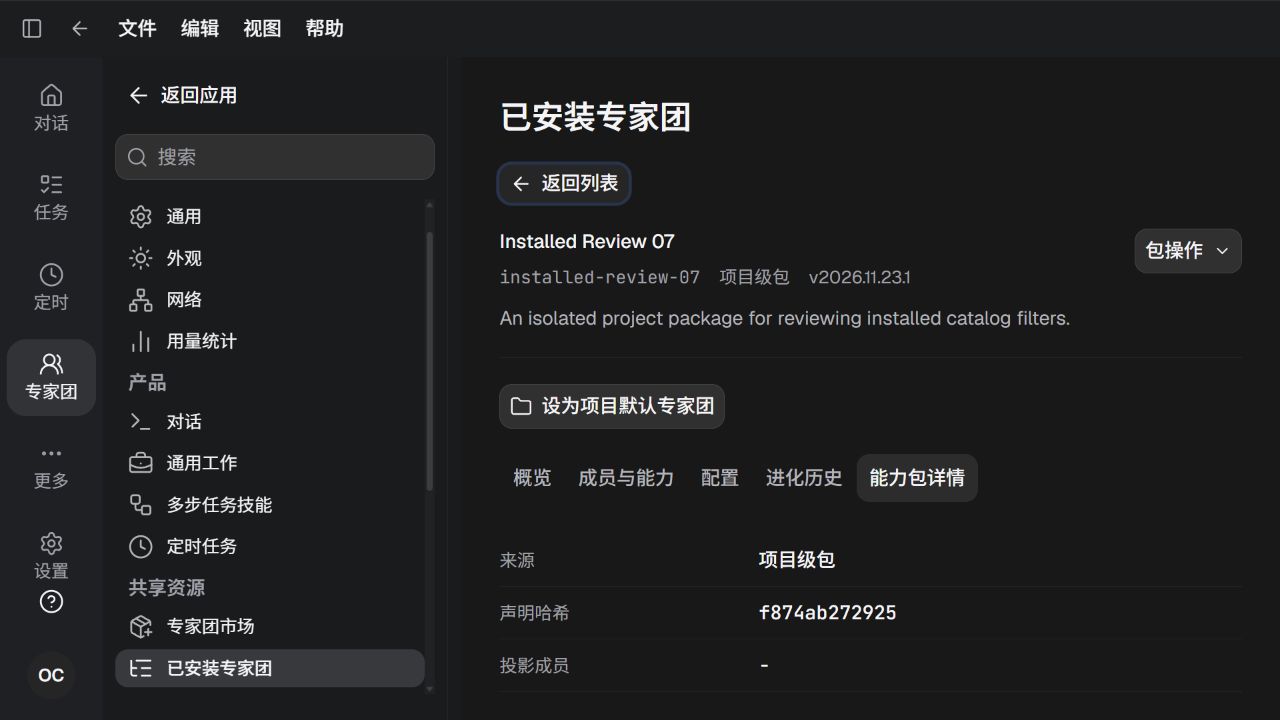 文件 编辑 视图 帮助
对话
任务
定时
专家团
更多
设置
OC
返回应用
搜索
通用
外观
网络
用量统计
产品
对话
通用工作
多步任务技能
定时任务
共享资源
专家团市场
已安装专家团
已安装专家团
返回列表
Installed Review 07
installed-review-07 项目级包 v2026.11.23.1
An isolated project package for reviewing installed catalog filters.
包操作
设为项目默认专家团
概览 成员与能力 配置 进化历史 能力包详情
来源 项目级包
声明哈希 f874ab272925
投影成员 -